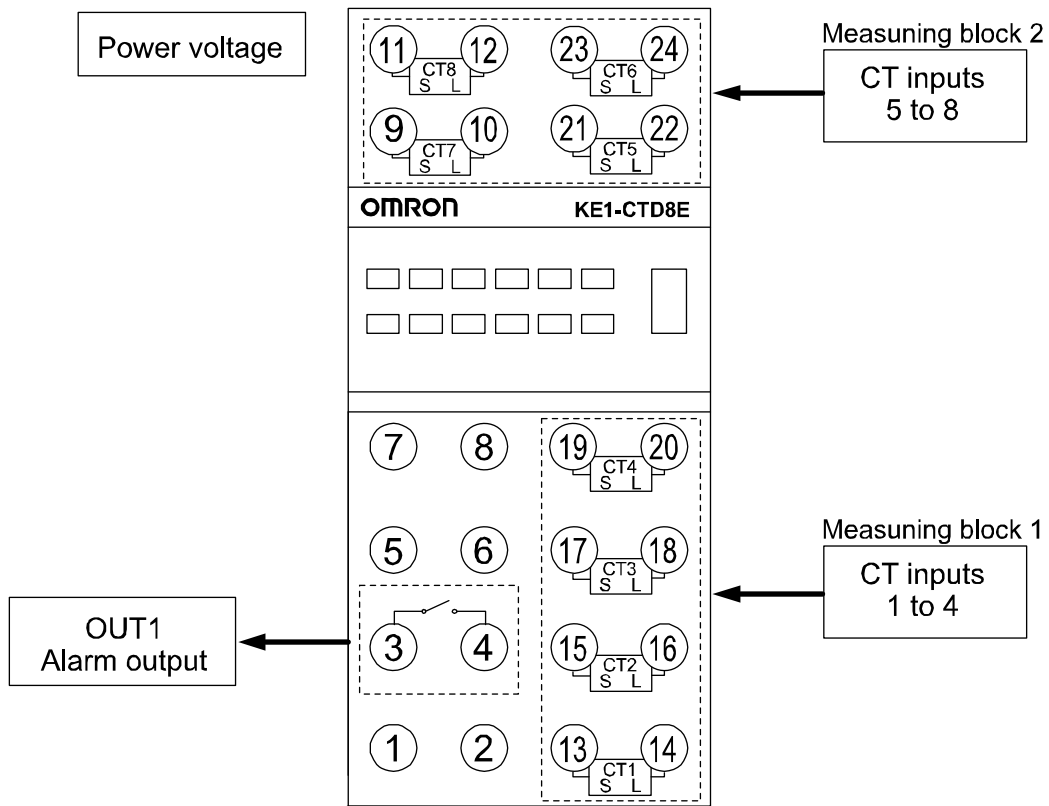 Power voltage
11 12 23 24
CT8 CT6
S L S L
9 10 21 22
CT7 CT5
S L S L
Measuning block 2
CT inputs
5 to 8
OMRON KE1-CTD8E
7 8 19 20
CT4
S L
5 6 17 18
CT3
S L
Measuning block 1
CT inputs
1 to 4
OUT1
Alarm output
3 4 15 16
CT2
S L
1 2 13 14
CT1
S L